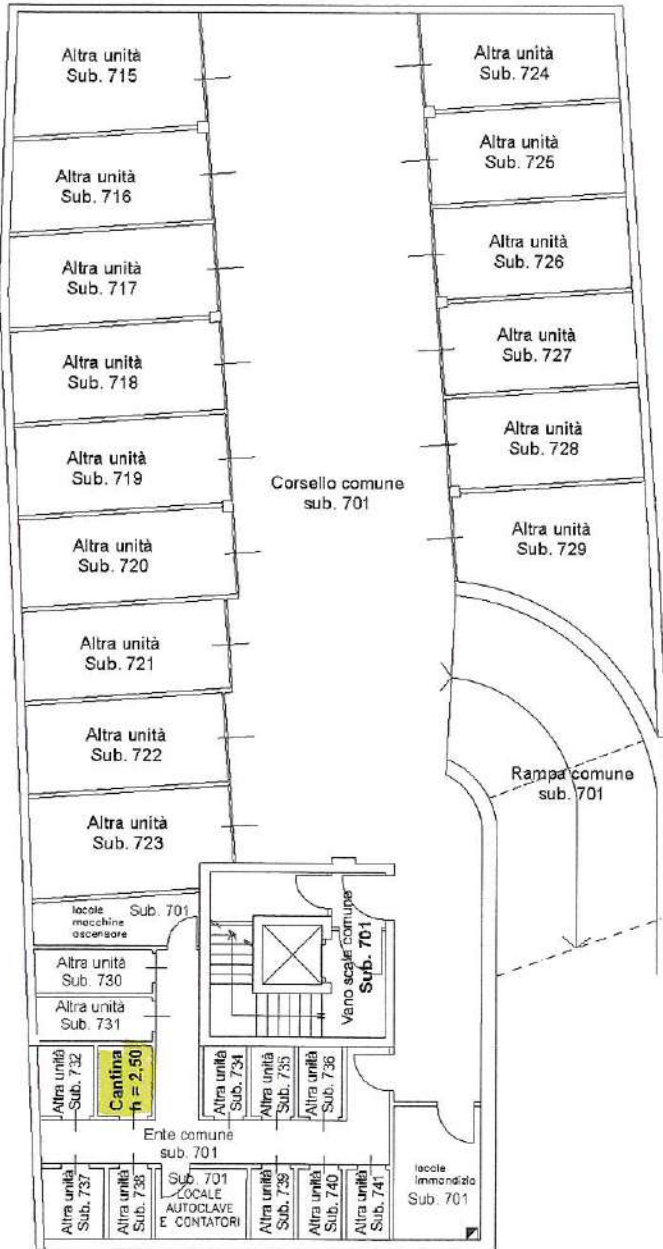 Altra unità
Sub. 715
Altra unità
Sub. 724
Altra unità
Sub. 716
Altra unità
Sub. 725
Altra unità
Sub. 717
Altra unità
Sub. 726
Altra unità
Sub. 718
Altra unità
Sub. 727
Altra unità
Sub. 719
Altra unità
Sub. 728
Corsello comune
sub. 701
Altra unità
Sub. 720
Altra unità
Sub. 729
Altra unità
Sub. 721
Altra unità
Sub. 722
Rampa comune
sub. 701
Altra unità
Sub. 723
locale
macchine
ascensore
Sub. 701
Vano scala comune
Sub. 701
Altra unità
Sub. 730
Altra unità
Sub. 731
Altra unità
Sub. 732
Cantina
h = 2,50
Altra unità
Sub. 734
Altra unità
Sub. 735
Altra unità
Sub. 736
Ente comune
sub. 701
Altra unità
Sub. 737
Altra unità
Sub. 738
Sub. 701
LOCALE
AUTOCLAVE
E CONTATORI
Altra unità
Sub. 739
Altra unità
Sub. 740
Altra unità
Sub. 741
locale
immondizia
Sub. 701